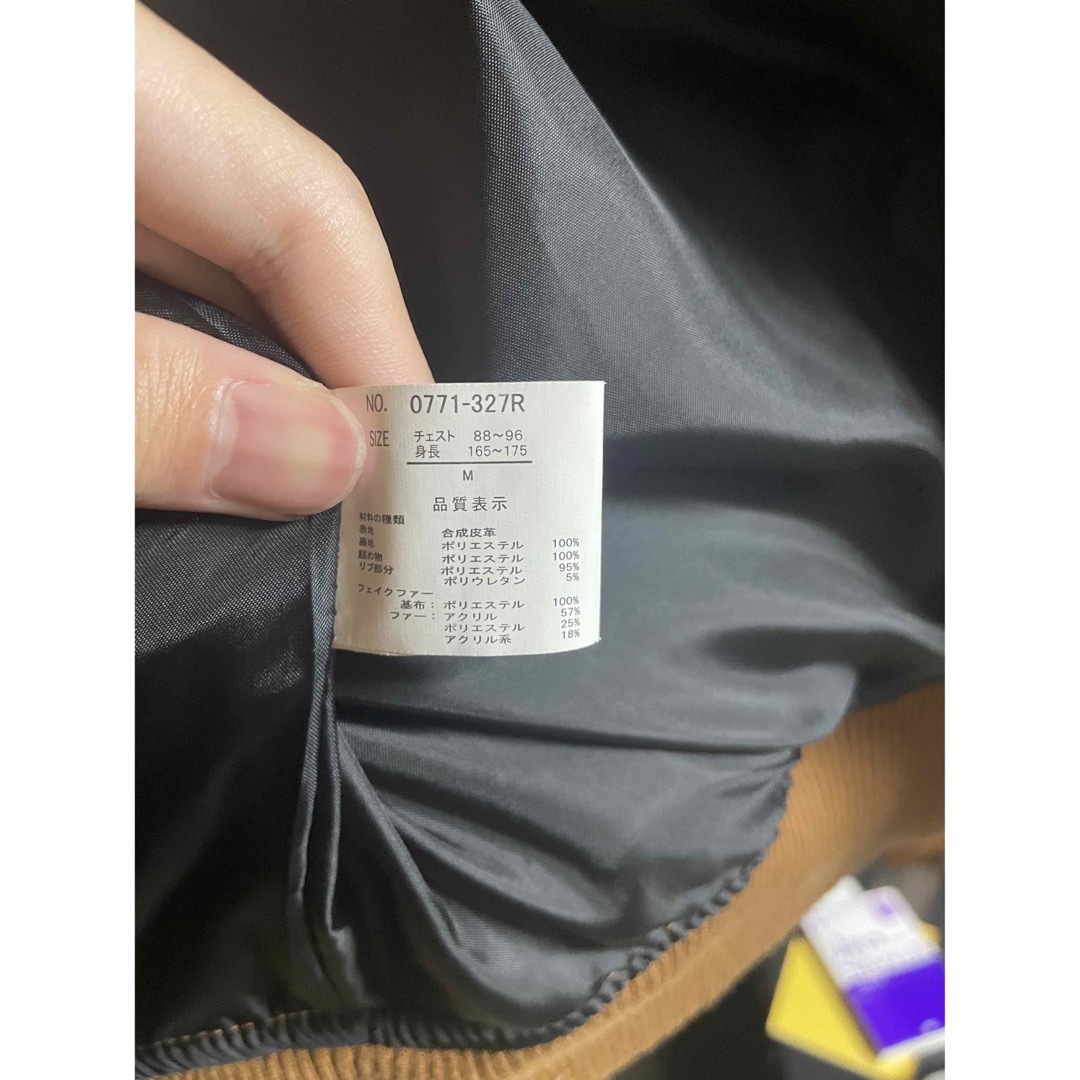 NO. 0771-327R
SIZE チェスト 88〜96
身長 165〜175
M
品質表示
材料の種類
表地 合成皮革
裏地 ポリエステル 100%
詰め物 ポリエステル 100%
リブ部分 ポリエステル 95%
ポリウレタン 5%
フェイクファー
基布：ポリエステル 100%
ファー：アクリル 57%
ポリエステル 25%
アクリル系 18%